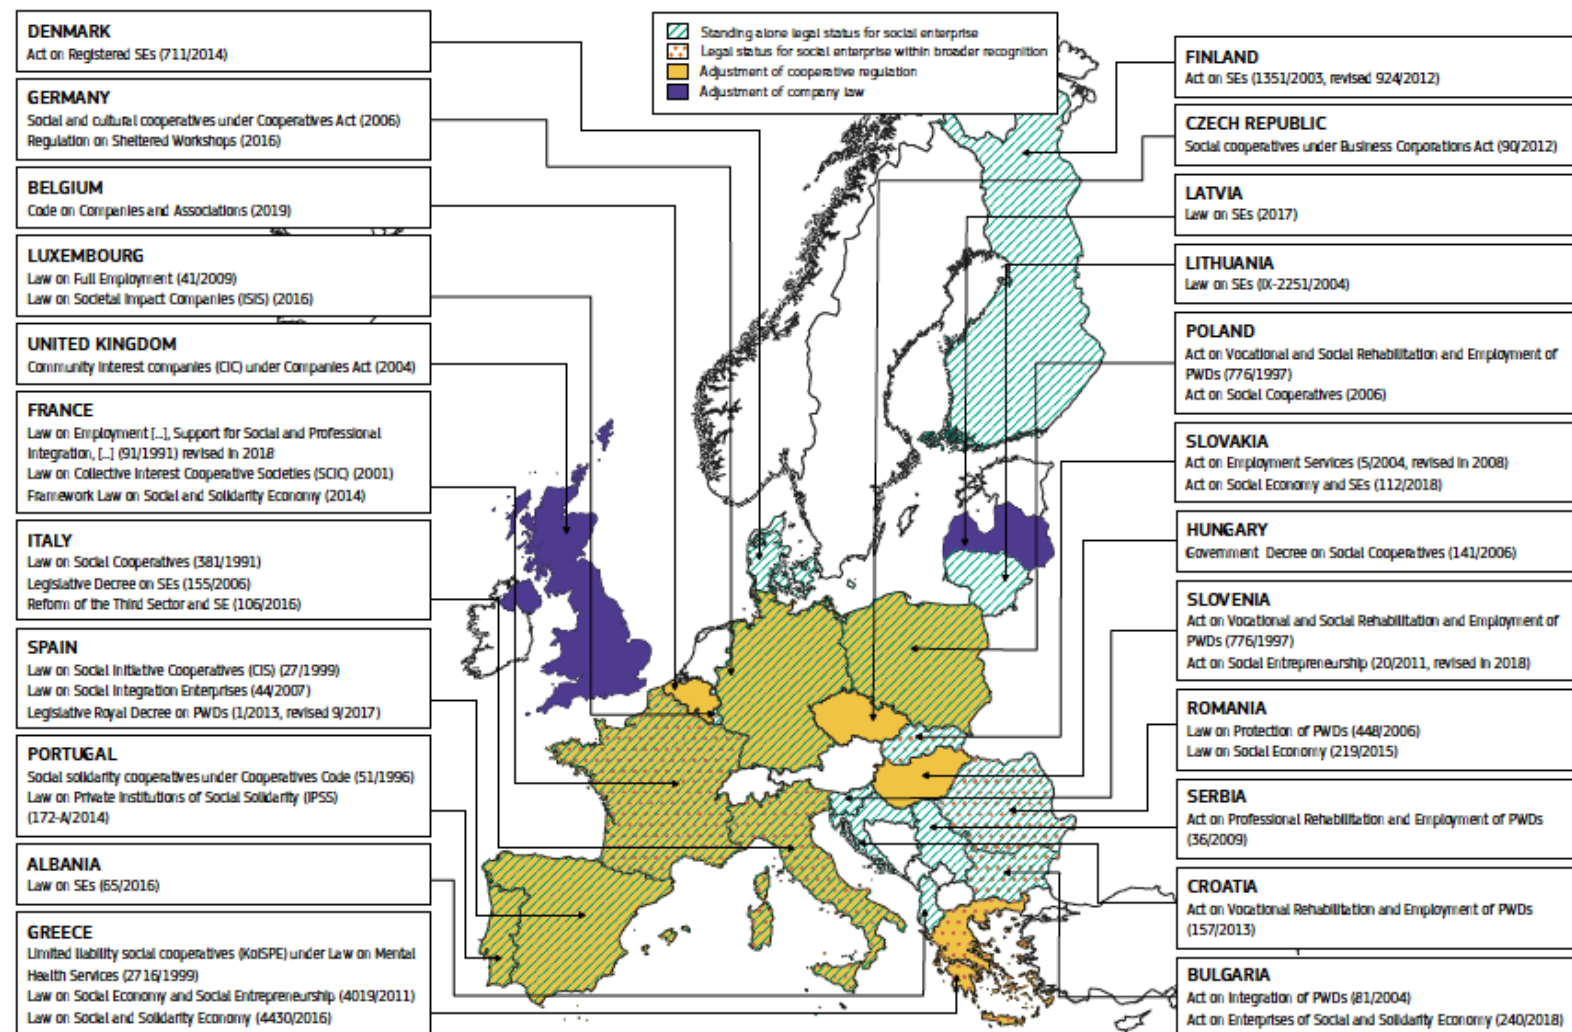 DENMARK
Act on Registered SEs (711/2014)
GERMANY
Social and cultural cooperatives under Cooperatives Act (2006)
Regulation on Sheltered Workshops (2016)
BELGIUM
Code on Companies and Associations (2019)
LUXEMBOURG
Law on Full Employment (41/2009)
Law on Societal Impact Companies (ISIS) (2016)
UNITED KINGDOM
Community Interest companies (CIC) under Companies Act (2004)
FRANCE
Law on Employment [...], Support for Social and Professional
Integration, [...] (91/1991) revised in 2018
Law on Collective Interest Cooperative Societies (SCIC) (2001)
Framework Law on Social and Solidarity Economy (2014)
ITALY
Law on Social Cooperatives (381/1991)
Legislative Decree on SEs (155/2006)
Reform of the Third Sector and SE (106/2016)
SPAIN
Law on Social Initiative Cooperatives (CIS) (27/1999)
Law on Social Integration Enterprises (44/2007)
Legislative Royal Decree on PWDs (1/2013, revised 9/2017)
PORTUGAL
Social solidarity cooperatives under Cooperatives Code (51/1996)
Law on Private Institutions of Social Solidarity (IPSS)
(172-A/2014)
ALBANIA
Law on SEs (65/2016)
GREECE
Limited liability social cooperatives (KoiSPE) under Law on Mental
Health Services (2716/1999)
Law on Social Economy and Social Entrepreneurship (4019/2011)
Law on Social and Solidarity Economy (4430/2016)
Standing alone legal status for social enterprise
Legal status for social enterprise within broader recognition
Adjustment of cooperative regulation
Adjustment of company law
FINLAND
Act on SEs (1351/2003, revised 924/2012)
CZECH REPUBLIC
Social cooperatives under Business Corporations Act (90/2012)
LATVIA
Law on SEs (2017)
LITHUANIA
Law on SEs (IX-2251/2004)
POLAND
Act on Vocational and Social Rehabilitation and Employment of
PWDs (776/1997)
Act on Social Cooperatives (2006)
SLOVAKIA
Act on Employment Services (5/2004, revised in 2008)
Act on Social Economy and SEs (112/2018)
HUNGARY
Government Decree on Social Cooperatives (141/2006)
SLOVENIA
Act on Vocational and Social Rehabilitation and Employment of
PWDs (776/1997)
Act on Social Entrepreneurship (20/2011, revised in 2018)
ROMANIA
Law on Protection of PWDs (448/2006)
Law on Social Economy (219/2015)
SERBIA
Act on Professional Rehabilitation and Employment of PWDs
(36/2009)
CROATIA
Act on Vocational Rehabilitation and Employment of PWDs
(157/2013)
BULGARIA
Act on Integration of PWDs (81/2004)
Act on Enterprises of Social and Solidarity Economy (240/2018)